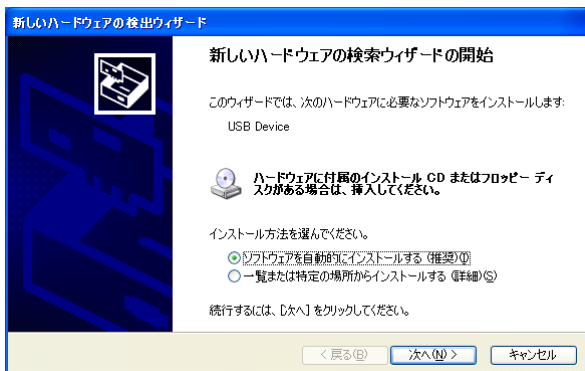 新しいハードウェアの検出ウィザード
新しいハードウェアの検索ウィザードの開始
このウィザードでは、次のハードウェアに必要なソフトウェアをインストールします:
USB Device
ハードウェアに付属のインストール CD またはフロッピー ディ
スクがある場合は、挿入してください。
インストール方法を選んでください。
ソフトウェアを自動的にインストールする (推奨)(I)
一覧または特定の場所からインストールする (詳細)(S)
続行するには、[次へ] をクリックしてください。
< 戻る(B)
次へ(N) >
キャンセル